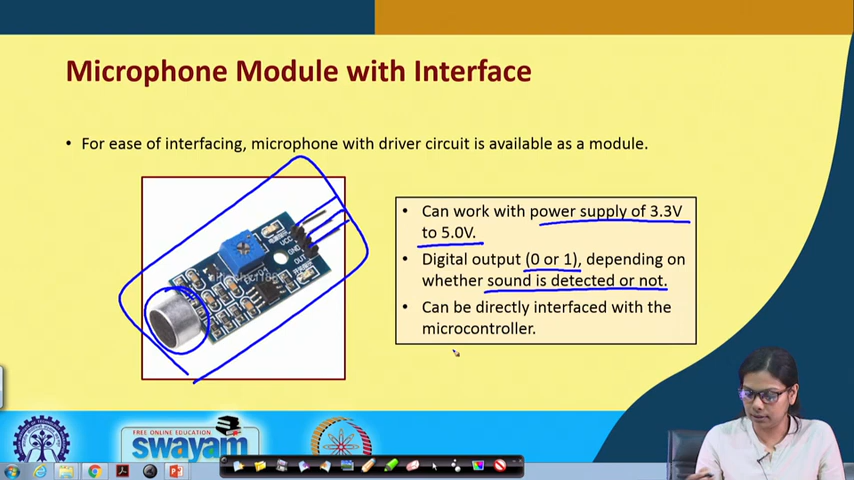 Microphone Module with Interface
• For ease of interfacing, microphone with driver circuit is available as a module.
VCC
GND
OUT
• Can work with power supply of 3.3V
to 5.0V.
• Digital output (0 or 1), depending on
whether sound is detected or not.
• Can be directly interfaced with the
microcontroller.
FREE ONLINE EDUCATION
swayam